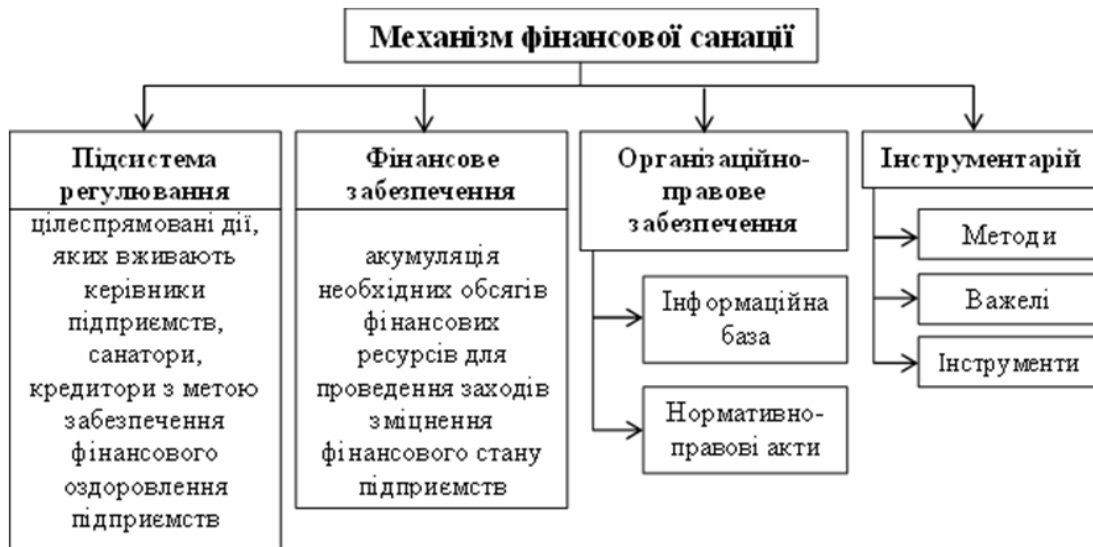 Механізм фінансової санації
Підсистема
регулювання
цілеспрямовані дії,
яких вживають
керівники
підприємств,
санатори,
кредитори з метою
забезпечення
фінансового
оздоровлення
підприємств
Фінансове
забезпечення
акумуляція
необхідних обсягів
фінансових
ресурсів для
проведення заходів
зміцнення
фінансового стану
підприємств
Організаційно-
правове
забезпечення
Інформаційна
база
Нормативно-
правові акти
Інструментарій
Методи
Важелі
Інструменти